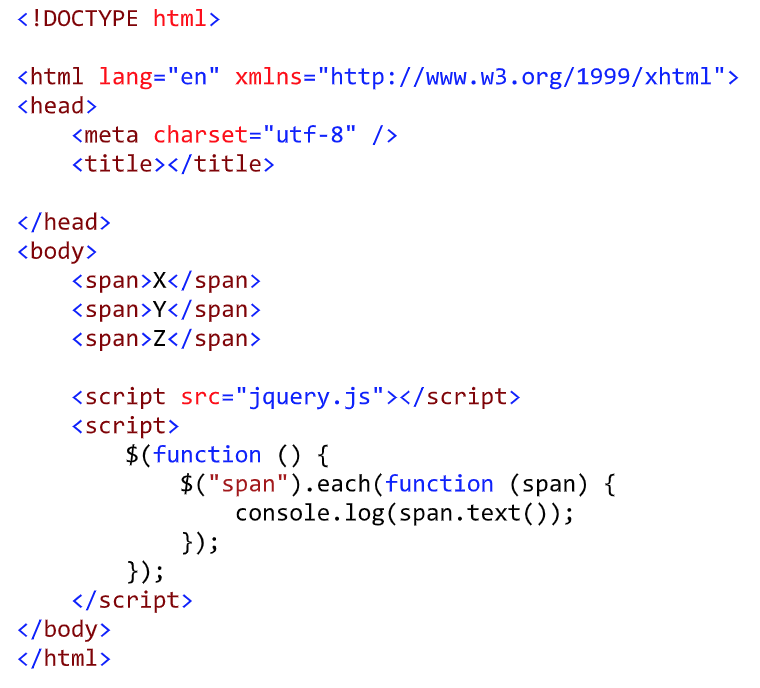 <!DOCTYPE html>
<html lang="en" xmlns="http://www.w3.org/1999/xhtml">
<head>
    <meta charset="utf-8" />
    <title></title>
</head>
<body>
    <span>X</span>
    <span>Y</span>
    <span>Z</span>
    <script src="jquery.js"></script>
    <script>
        $(function () {
            $("span").each(function (span) {
                console.log(span.text());
            });
        });
    </script>
</body>
</html>